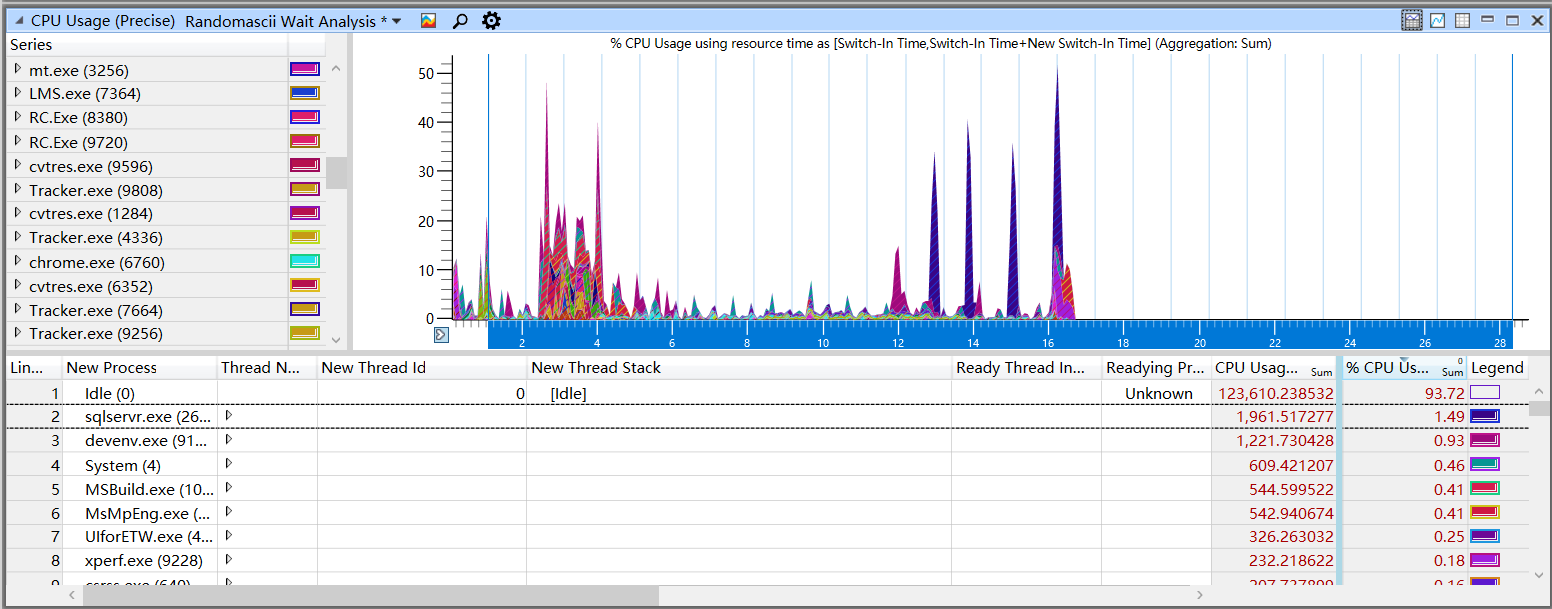 CPU Usage (Precise) Randomascii Wait Analysis *
Series
% CPU Usage using resource time as [Switch-In Time,Switch-In Time+New Switch-In Time] (Aggregation: Sum)
mt.exe (3256)
LMS.exe (7364)
RC.Exe (8380)
RC.Exe (9720)
cvtres.exe (9596)
Tracker.exe (9808)
cvtres.exe (1284)
Tracker.exe (4336)
chrome.exe (6760)
cvtres.exe (6352)
Tracker.exe (7664)
Tracker.exe (9256)
50
40
30
20
10
0
2 4 6 8 10 12 14 16 18 20 22 24 26 28
Lin... New Process Thread N... New Thread Id New Thread Stack Ready Thread In... Readying Pr... CPU Usag... Sum % CPU Us... 0 Sum Legend
1 Idle (0) 0 [Idle] Unknown 123,610.238532 93.72
2 sqlservr.exe (26... 1,961.517277 1.49
3 devenv.exe (91... 1,221.730428 0.93
4 System (4) 609.421207 0.46
5 MSBuild.exe (10... 544.599522 0.41
6 MsMpEng.exe (... 542.940674 0.41
7 UIforETW.exe (4... 326.263032 0.25
8 xperf.exe (9228) 232.218622 0.18